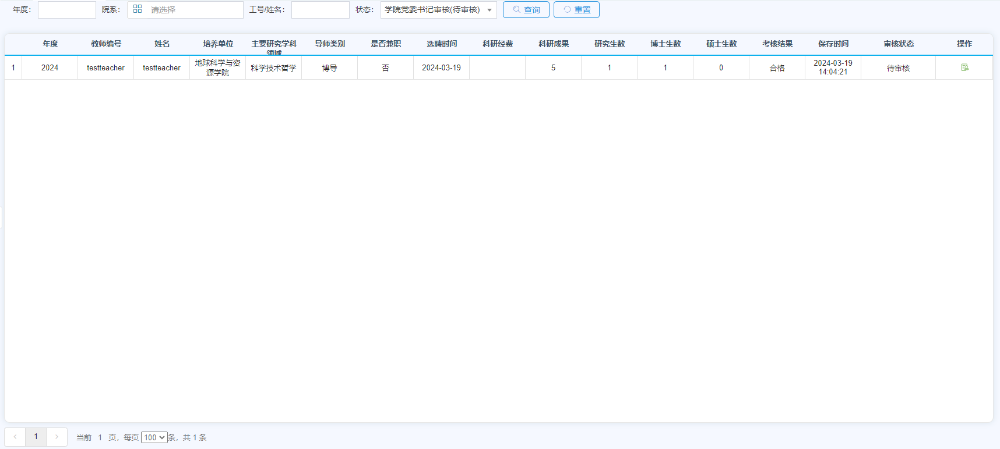 年度： 院系： 请选择 工号/姓名： 状态： 学院党委书记审核(待审核) 查询 重置
年度 教师编号 姓名 培养单位 主要研究学科 导师类别 是否兼职 选聘时间 科研经费 科研成果 研究生数 博士生数 硕士生数 考核结果 保存时间 审核状态 操作
领域
1 2024 testteacher testteacher 地球科学与资 科学技术哲学 博导 否 2024-03-19 5 1 1 0 合格 2024-03-19 待审核
源学院 14:04:21
1 当前 1 页，每页 100 条，共 1 条